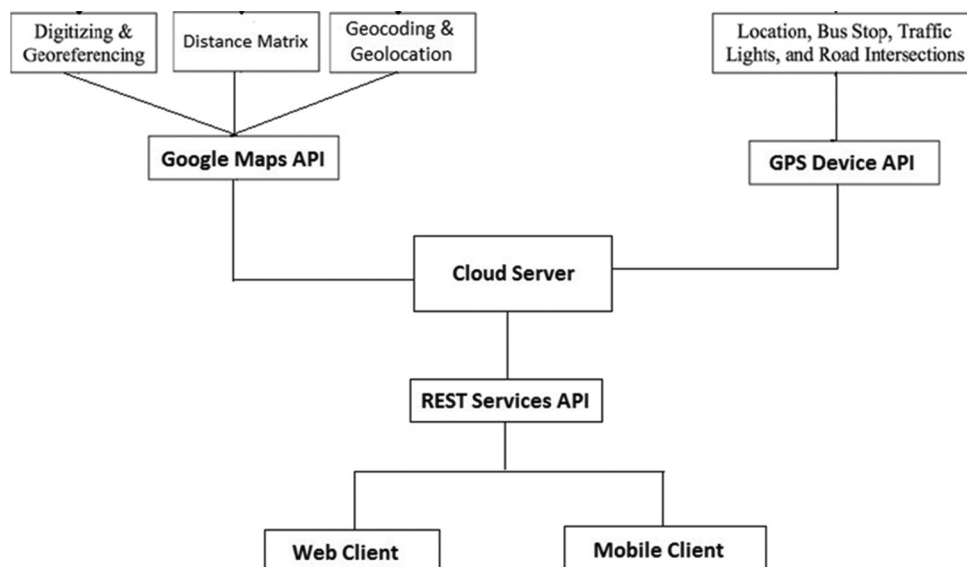 Digitizing &
Georeferencing
Distance Matrix
Geocoding &
Geolocation
Location, Bus Stop, Traffic
Lights, and Road Intersections
Google Maps API
GPS Device API
Cloud Server
REST Services API
Web Client
Mobile Client